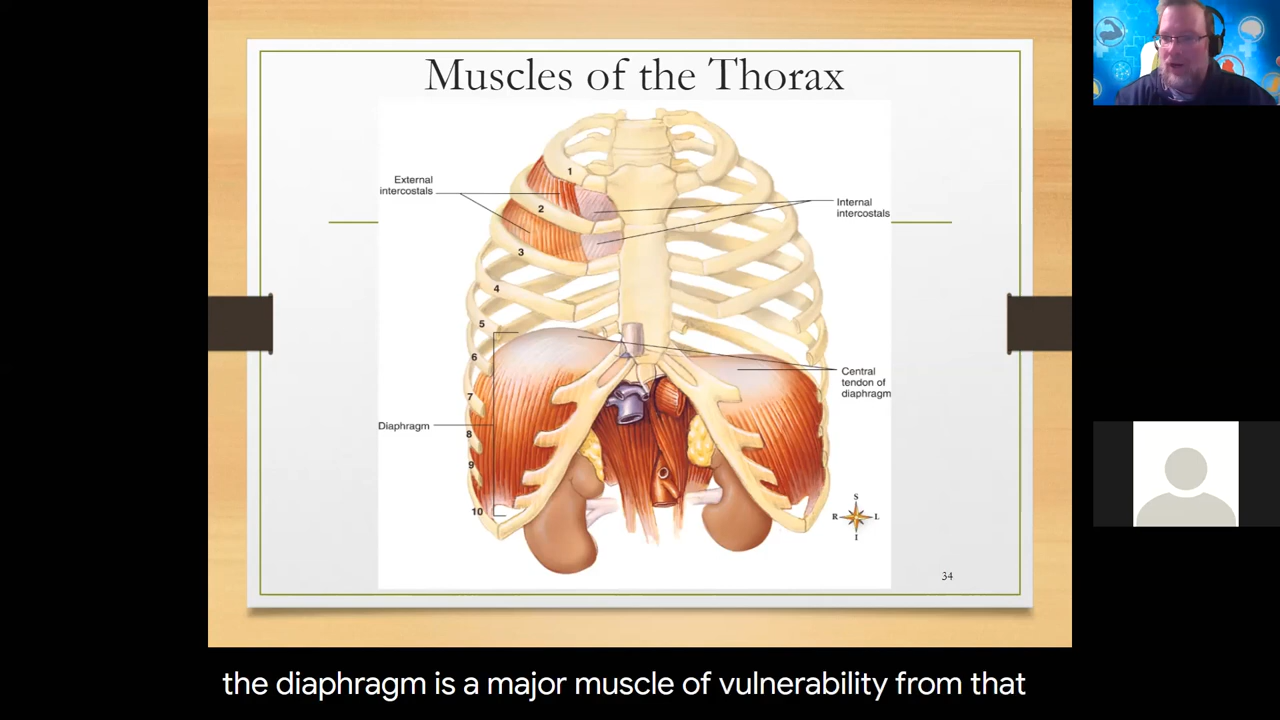 Muscles of the Thorax
External
intercostals
Internal
intercostals
1
2
3
4
5
6
7
8
9
10
Central
tendon of
diaphragm
Diaphragm
S
R L
I
34
the diaphragm is a major muscle of vulnerability from that